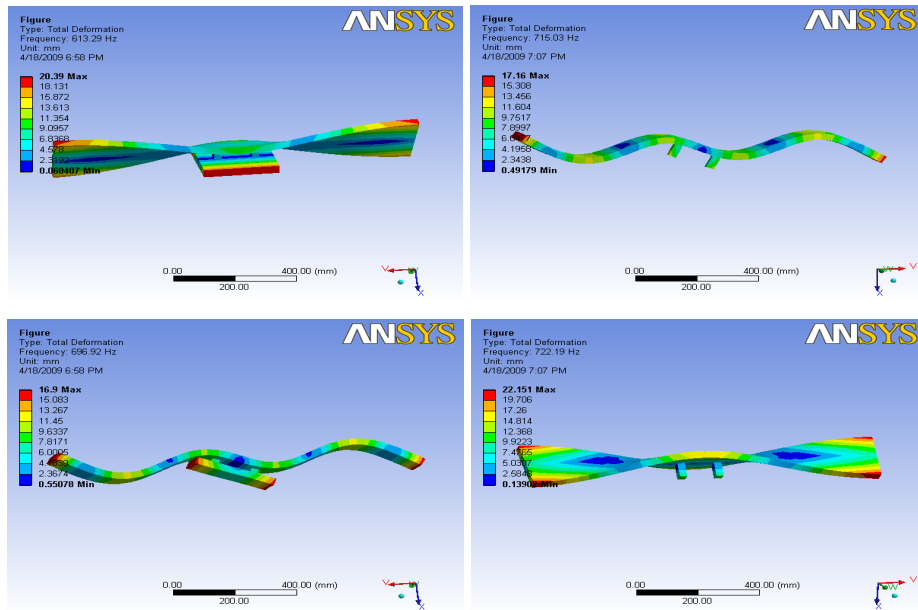 Figure
Type: Total Deformation
Frequency: 613.29 Hz
Unit: mm
4/18/2009 6:58 PM
ANSYS
20.39 Max
18.131
15.872
13.613
11.354
9.0957
6.8368
4.578
0.060407 Min
0.00
400.00 (mm)
200.00
Y
X
Figure
Type: Total Deformation
Frequency: 715.03 Hz
Unit: mm
4/18/2009 7:07 PM
ANSYS
17.16 Max
15.308
13.456
11.604
9.7517
7.8997
4.1958
2.3438
0.49179 Min
0.00
400.00 (mm)
200.00
Y
X
Figure
Type: Total Deformation
Frequency: 696.92 Hz
Unit: mm
4/18/2009 6:58 PM
ANSYS
16.9 Max
15.083
13.267
11.45
9.6337
7.8171
6.0005
2.3674
0.55078 Min
0.00
400.00 (mm)
200.00
Y
X
Figure
Type: Total Deformation
Frequency: 722.19 Hz
Unit: mm
4/18/2009 7:07 PM
ANSYS
22.151 Max
19.706
17.26
14.814
12.368
9.9223
0.13902 Min
0.00
400.00 (mm)
200.00
Y
X